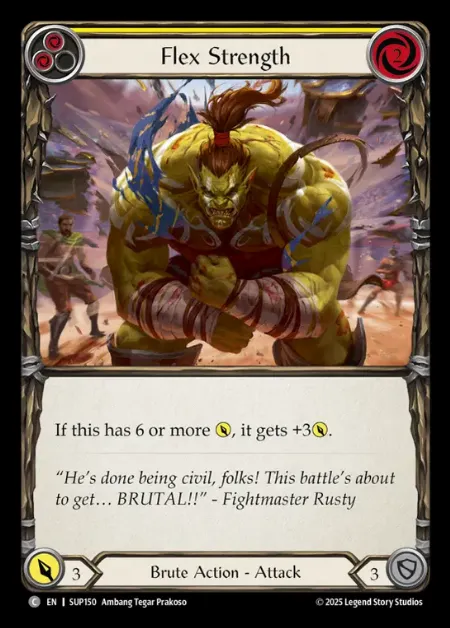 Flex Strength
2
If this has 6 or more , it gets +3.
“He’s done being civil, folks! This battle’s about
to get… BRUTAL!!” - Fightmaster Rusty
3
Brute Action - Attack
3
C EN | SUP150 Ambang Tegar Prakoso
© 2025 Legend Story Studios